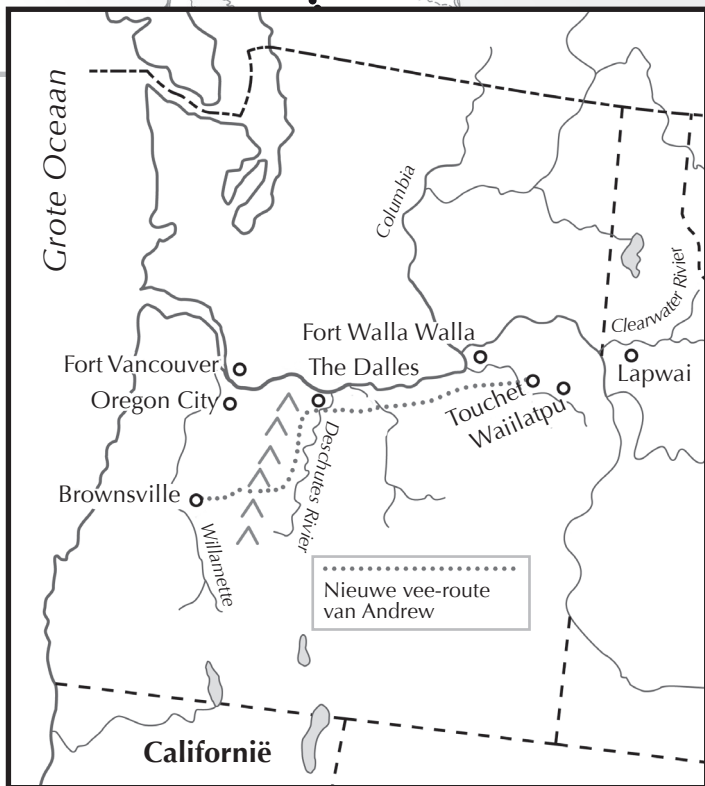 Grote Oceaan
Columbia
Clearwater Rivier
Fort Walla Walla
Fort Vancouver
The Dalles
Lapwai
Oregon City
Touchet
Waiilatpu
Deschutes Rivier
Brownsville
Willamette
Nieuwe vee-route
van Andrew
Californië